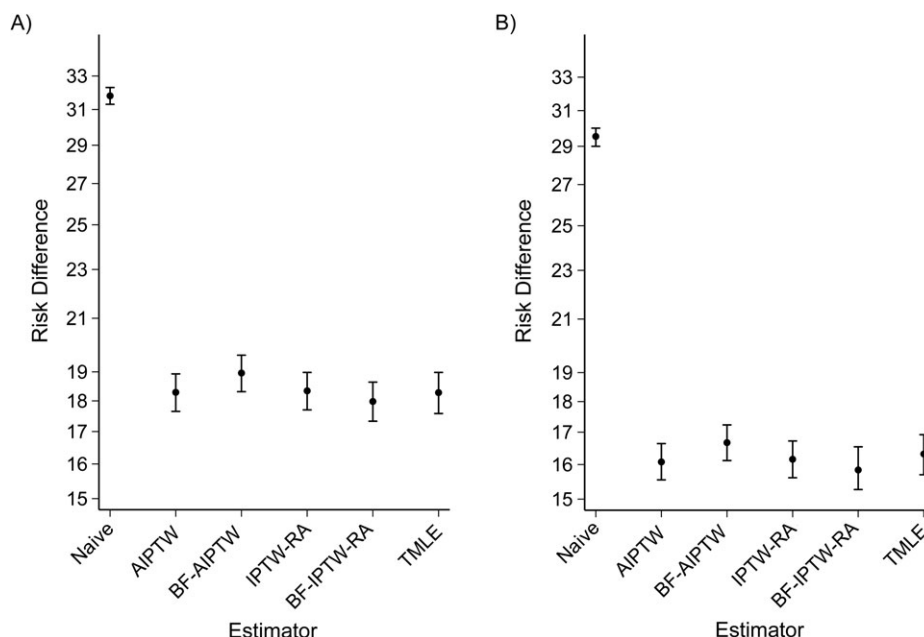 A)
33
31
29
27
25
23
21
19
18
17
16
15
Risk Difference
Naive
AIPTW
BF-AIPTW
IPTW-RA
BF-IPTW-RA
TMLE
Estimator
B)
33
31
29
27
25
23
21
19
18
17
16
15
Risk Difference
Naive
AIPTW
BF-AIPTW
IPTW-RA
BF-IPTW-RA
TMLE
Estimator